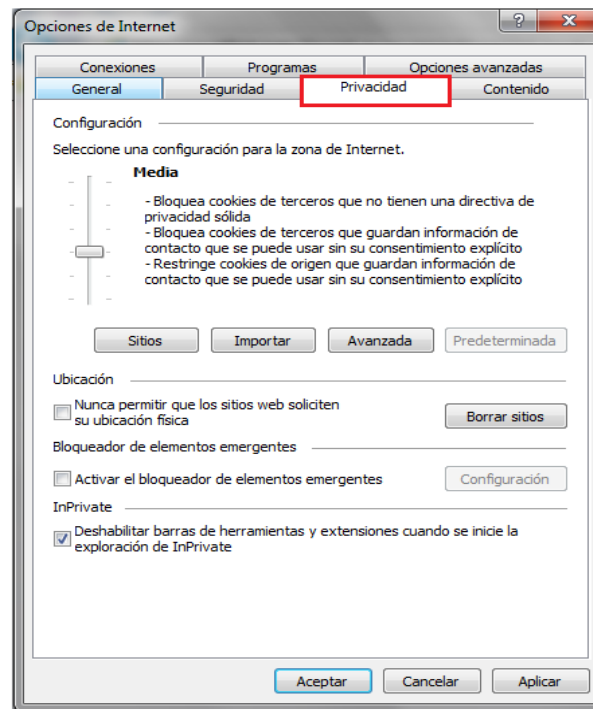 Opciones de Internet
Conexiones Programas Opciones avanzadas
General Seguridad Privacidad Contenido
Configuración
Seleccione una configuración para la zona de Internet.
Media
- Bloquea cookies de terceros que no tienen una directiva de
privacidad sólida
- Bloquea cookies de terceros que guardan información de
contacto que se puede usar sin su consentimiento explícito
- Restringe cookies de origen que guardan información de
contacto que se puede usar sin su consentimiento explícito
Sitios Importar Avanzada Predeterminada
Ubicación
Nunca permitir que los sitios web soliciten
su ubicación física
Borrar sitios
Bloqueador de elementos emergentes
Activar el bloqueador de elementos emergentes Configuración
InPrivate
Deshabilitar barras de herramientas y extensiones cuando se inicie la
exploración de InPrivate
Aceptar Cancelar Aplicar